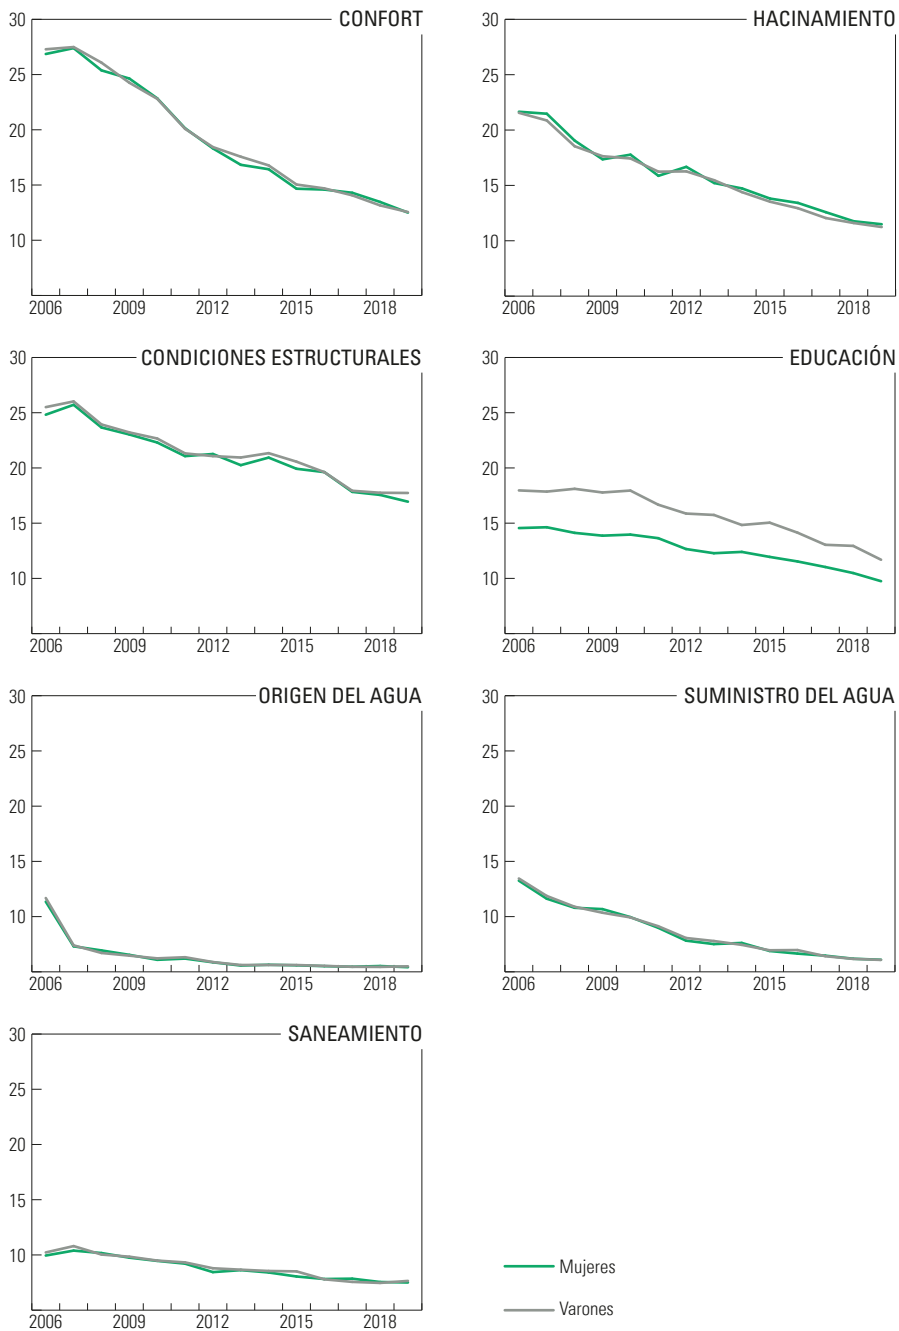 CONFORT
30
25
20
15
10
2006 2009 2012 2015 2018
HACINAMIENTO
30
25
20
15
10
2006 2009 2012 2015 2018
CONDICIONES ESTRUCTURALES
30
25
20
15
10
2006 2009 2012 2015 2018
EDUCACIÓN
30
25
20
15
10
2006 2009 2012 2015 2018
ORIGEN DEL AGUA
30
25
20
15
10
2006 2009 2012 2015 2018
SUMINISTRO DEL AGUA
30
25
20
15
10
2006 2009 2012 2015 2018
SANEAMIENTO
30
25
20
15
10
2006 2009 2012 2015 2018
Mujeres
Varones